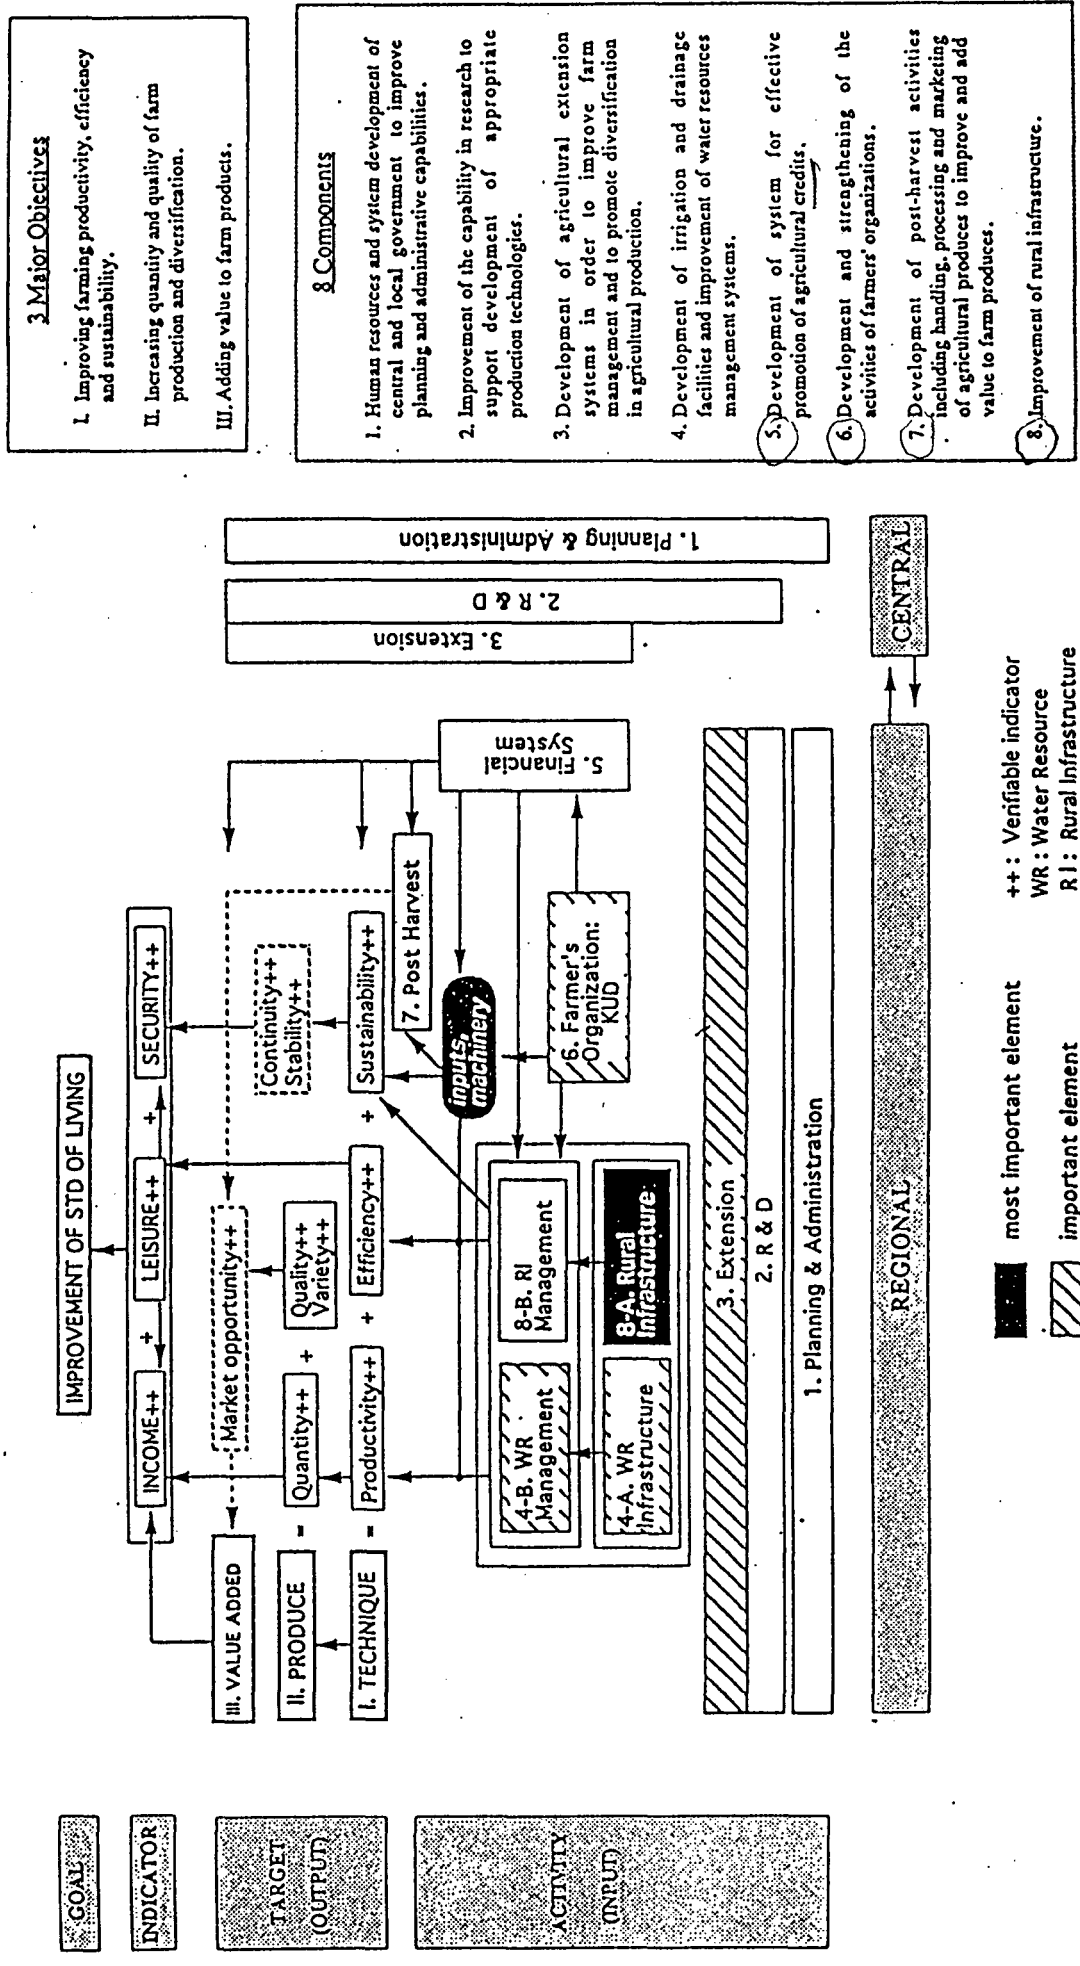 GOAL
INDICATOR
TARGET
(OUTPUT)
ACTIVITY
(INPUT)
IMPROVEMENT OF STD OF LIVING
INCOME++
+
LEISURE++
+
SECURITY++
III. VALUE ADDED
Market opportunity++
Continuity++
Stability++
II. PRODUCE
=
Quantity++
+
Quality++
Variety++
I. TECHNIQUE
=
Productivity++
+
Efficiency++
+
Sustainability++
7. Post Harvest
inputs,
machinery
4-B. WR
Management
8-B. RI
Management
4-A. WR
Infrastructure
8-A. Rural
Infrastructure
6. Farmer's
Organization:
KUD
5. Financial
System
3. Extension
2. R & D
1. Planning & Administration
3. Extension
2. R & D
1. Planning & Administration
REGIONAL
CENTRAL
most important element
important element
++ : Verifiable indicator
WR : Water Resource
R I : Rural Infrastructure
3 Major Objectives
I. Improving farming productivity, efficiency
and sustainability.
II. Increasing quantity and quality of farm
production and diversification.
III. Adding value to farm products.
8 Components
1. Human resources and system development of
central and local government to improve
planning and administrative capabilities.
2. Improvement of the capability in research to
support development of appropriate
production technologies.
3. Development of agricultural extension
systems in order to improve farm
management and to promote diversification
in agricultural production.
4. Development of irrigation and drainage
facilities and improvement of water resources
management systems.
5. Development of system for effective
promotion of agricultural credits.
6. Development and strengthening of the
activities of farmers' organizations.
7. Development of post-harvest activities
including handling, processing and marketing
of agricultural produces to improve and add
value to farm produces.
8. Improvement of rural infrastructure.